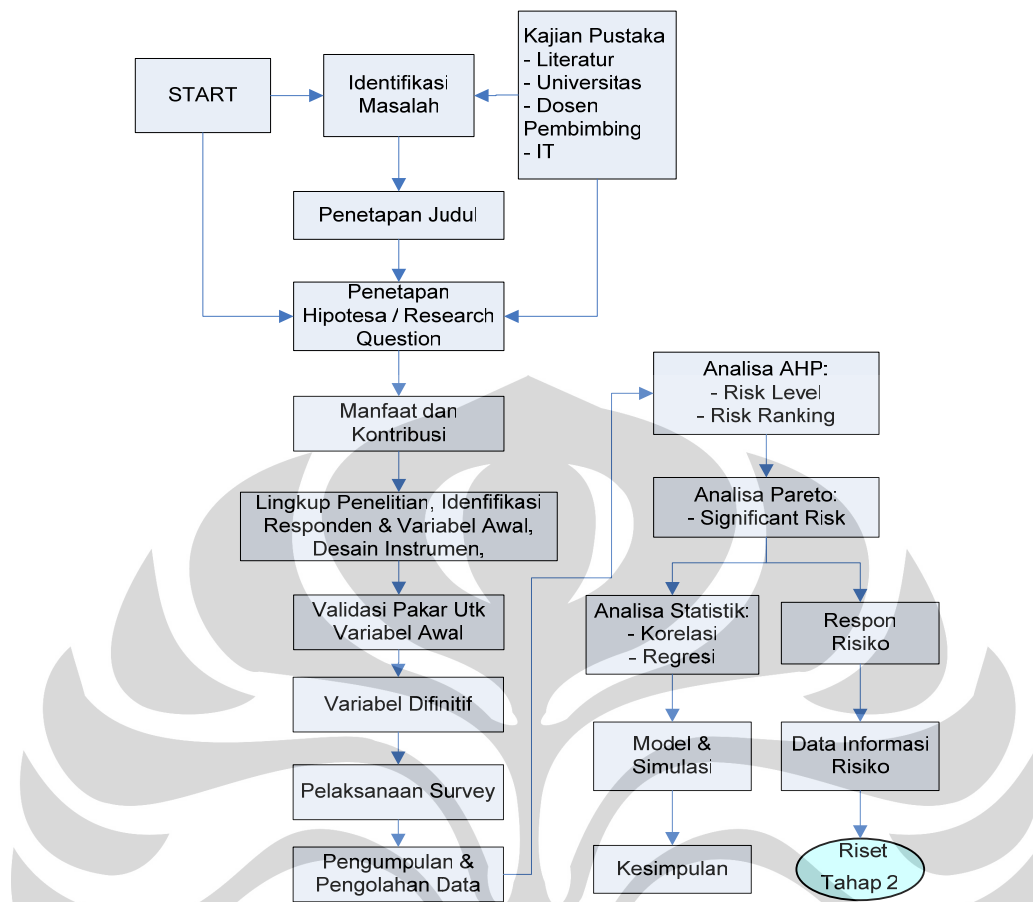 START
Identifikasi
Masalah
Kajian Pustaka
- Literatur
- Universitas
- Dosen
Pembimbing
- IT
Penetapan Judul
Penetapan
Hipotesa / Research
Question
Manfaat dan
Kontribusi
Lingkup Penelitian, Idenfifikasi
Responden & Variabel Awal,
Desain Instrumen,
Validasi Pakar Utk
Variabel Awal
Variabel Difinitif
Pelaksanaan Survey
Pengumpulan &
Pengolahan Data
Analisa AHP:
- Risk Level
- Risk Ranking
Analisa Pareto:
- Significant Risk
Analisa Statistik:
- Korelasi
- Regresi
Model &
Simulasi
Kesimpulan
Respon
Risiko
Data Informasi
Risiko
Riset
Tahap 2